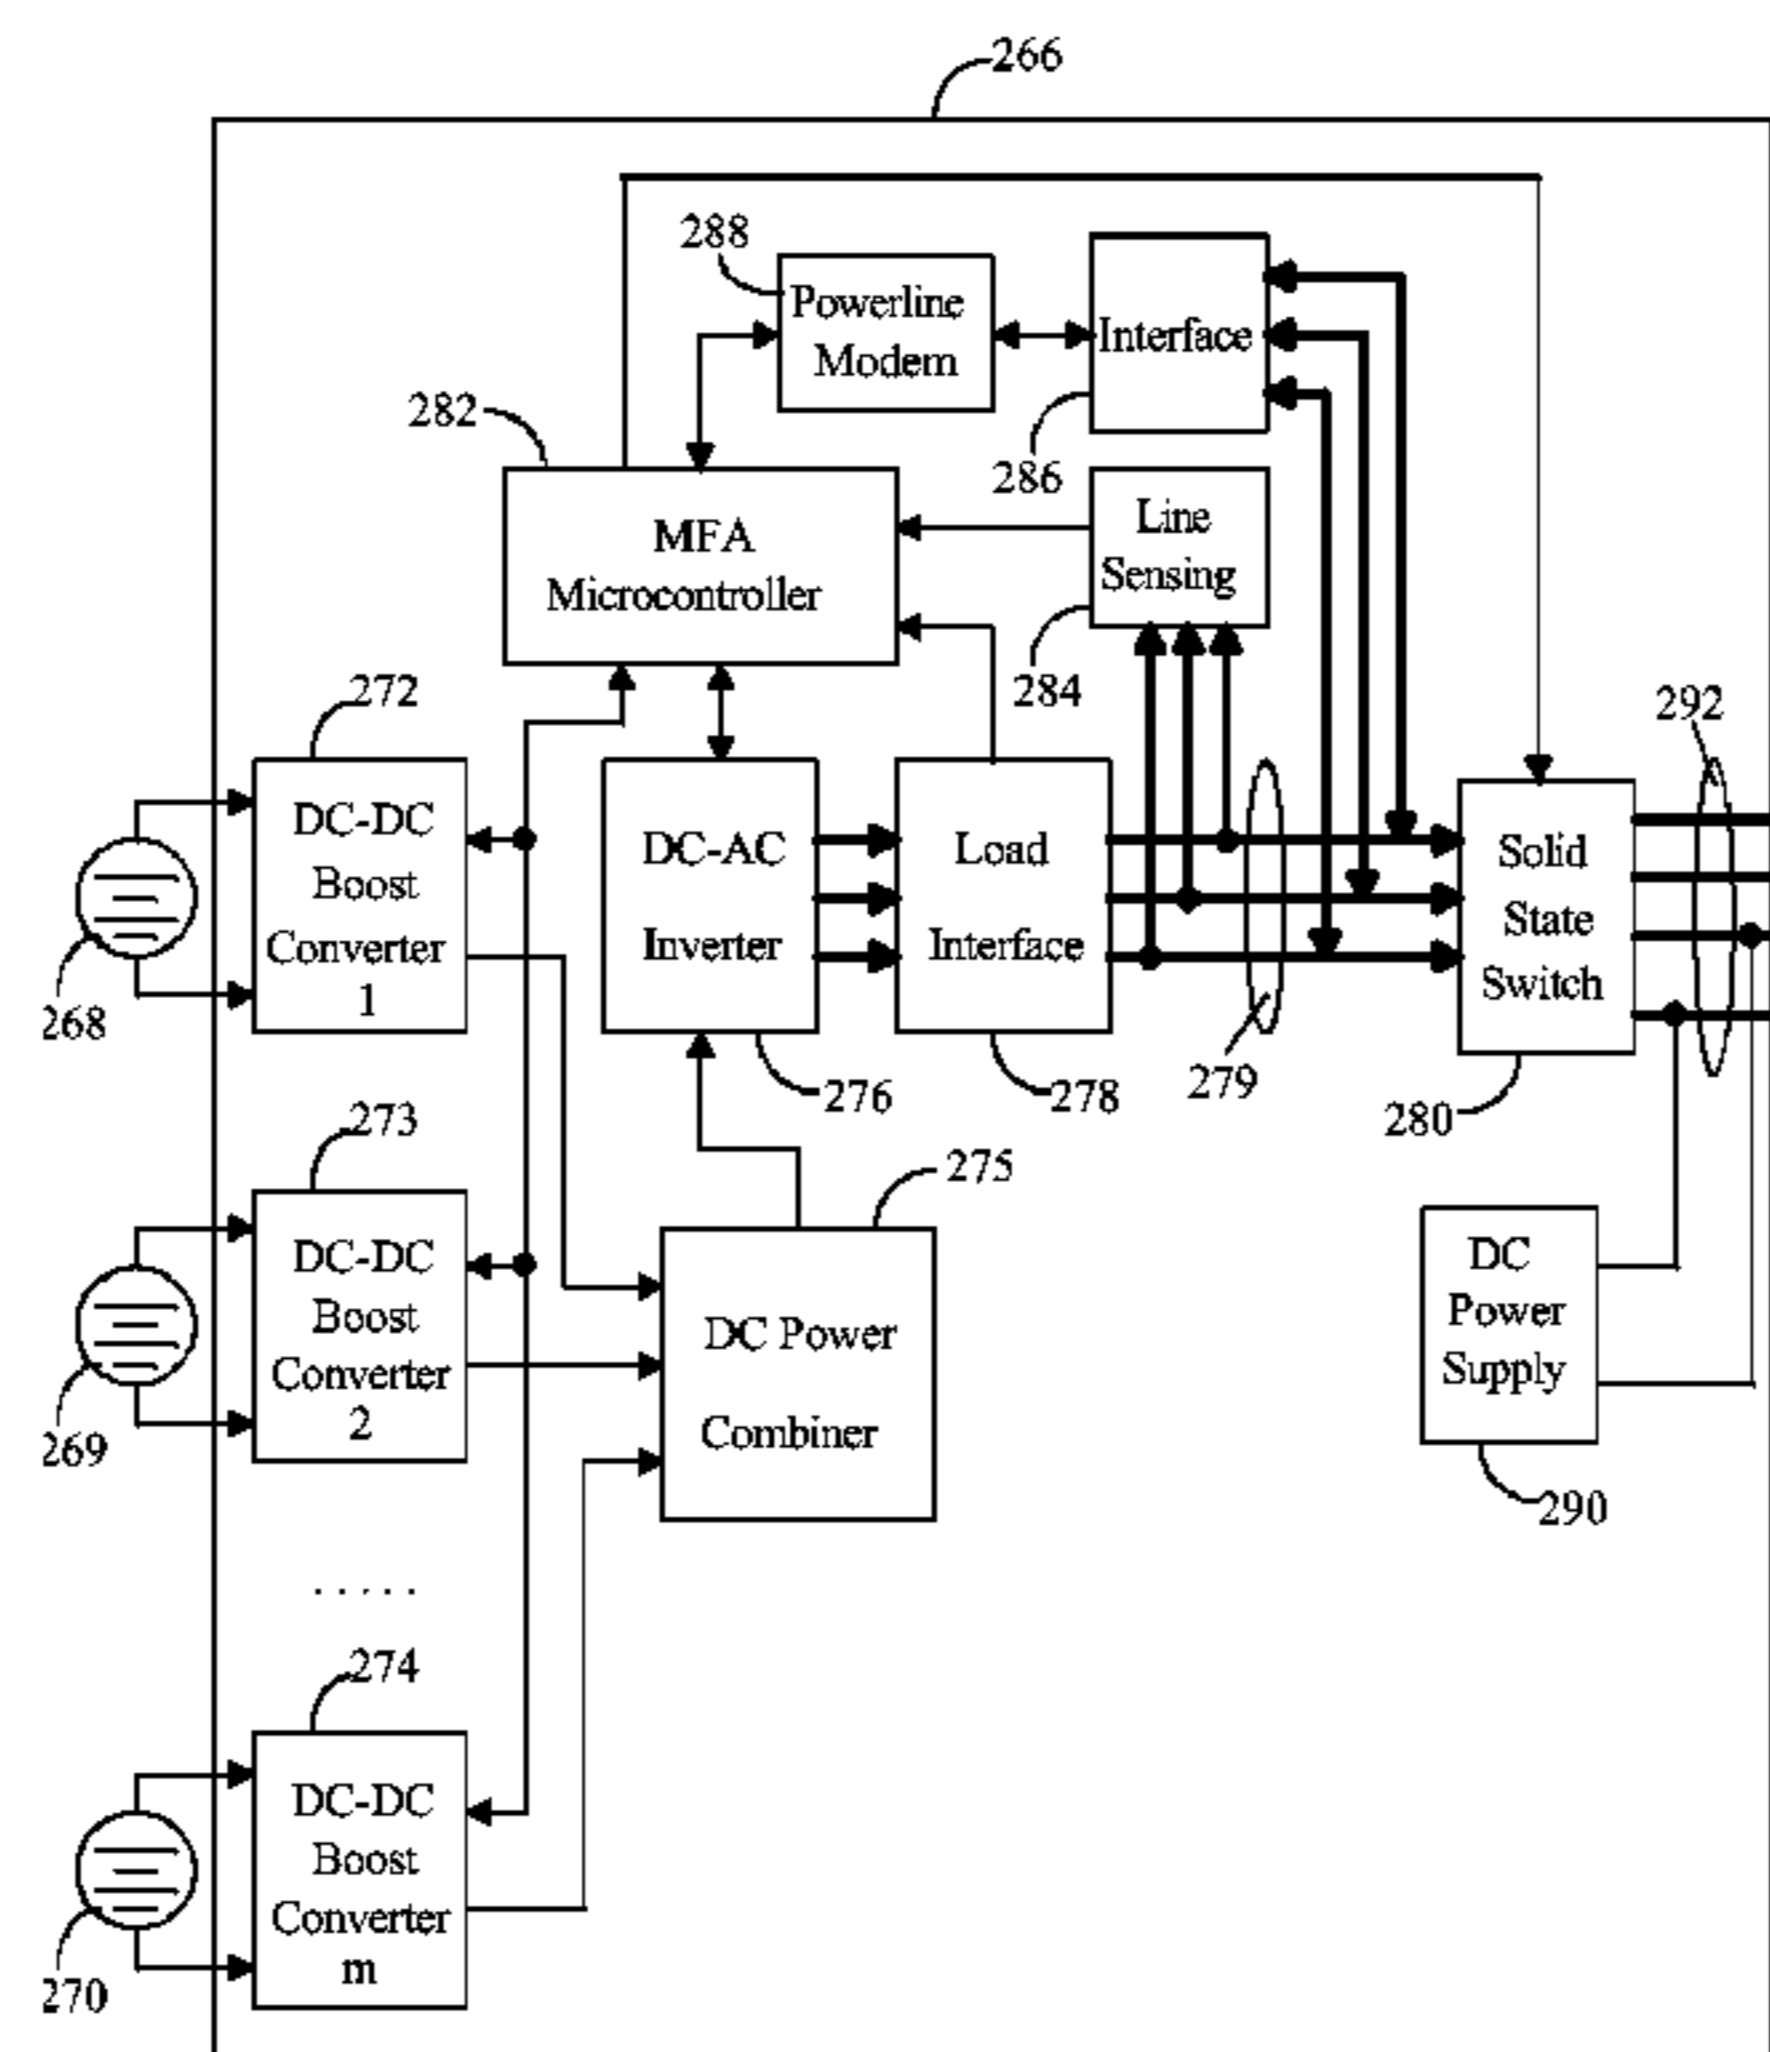 266
288
Powerline
Modem
Interface
286
282
MFA
Microcontroller
Line
Sensing
284
272
DC-DC
Boost
Converter
1
268
DC-AC
Inverter
276
Load
Interface
278
279
Solid
State
Switch
280
292
273
DC-DC
Boost
Converter
2
269
275
DC Power
Combiner
DC
Power
Supply
290
.....
274
DC-DC
Boost
Converter
m
270